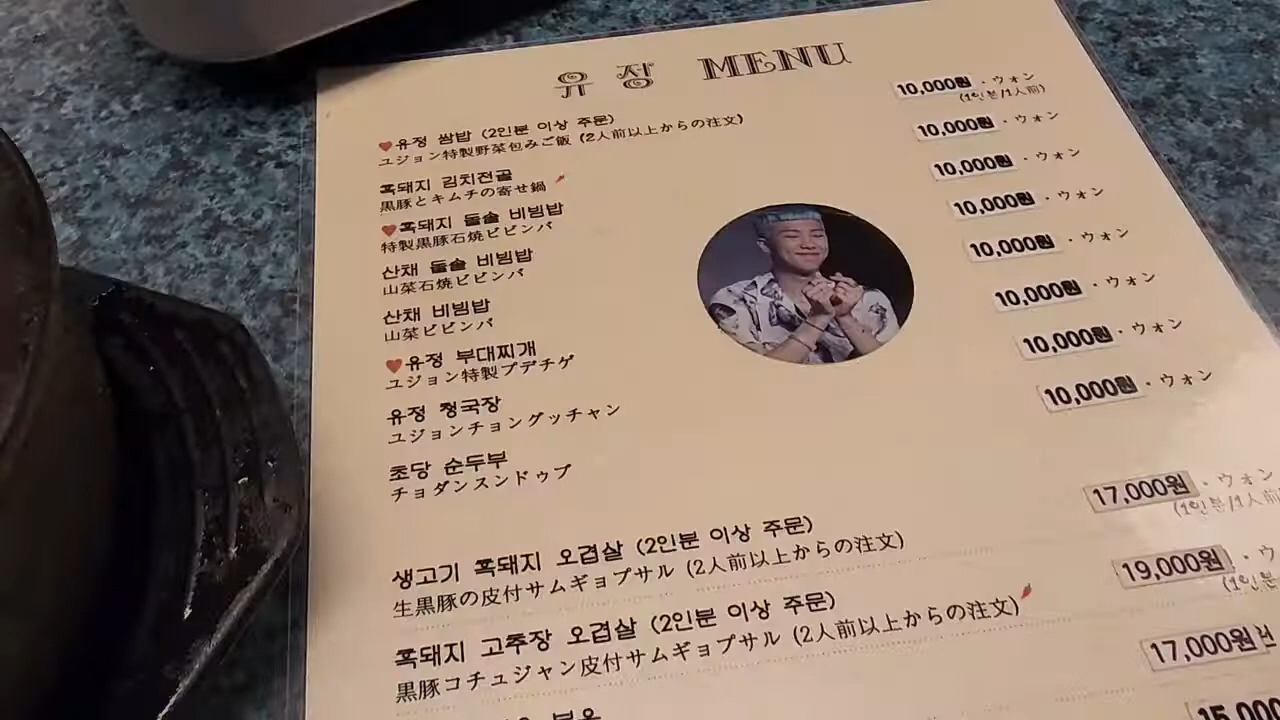 유정 MENU
♥유정 쌈밥 (2인분 이상 주문) 10,000원 ・ウォン
ユジョン特製野菜包みご飯 (2人前以上からの注文) (1인분/1人前)
흑돼지 김치전골 10,000원 ・ウォン
黒豚とキムチの寄せ鍋
♥흑돼지 돌솥 비빔밥 10,000원 ・ウォン
特製黒豚石焼ビビンバ
산채 돌솥 비빔밥 10,000원 ・ウォン
山菜石焼ビビンバ
산채 비빔밥 10,000원 ・ウォン
山菜ビビンバ
♥유정 부대찌개 10,000원 ・ウォン
ユジョン特製プデチゲ
유정 청국장 10,000원 ・ウォン
ユジョンチョングッチャン
초당 순두부 10,000원 ・ウォン
チョダンスンドゥブ
생고기 흑돼지 오겹살 (2인분 이상 주문) 17,000원 ・ウォン
生黒豚の皮付サムギョプサル (2人前以上からの注文) (1인분/1人前
흑돼지 고추장 오겹살 (2인분 이상 주문) 19,000원 ・ウ
黒豚コチュジャン皮付サムギョプサル (2人前以上からの注文) (1인분
17,000원
15,000